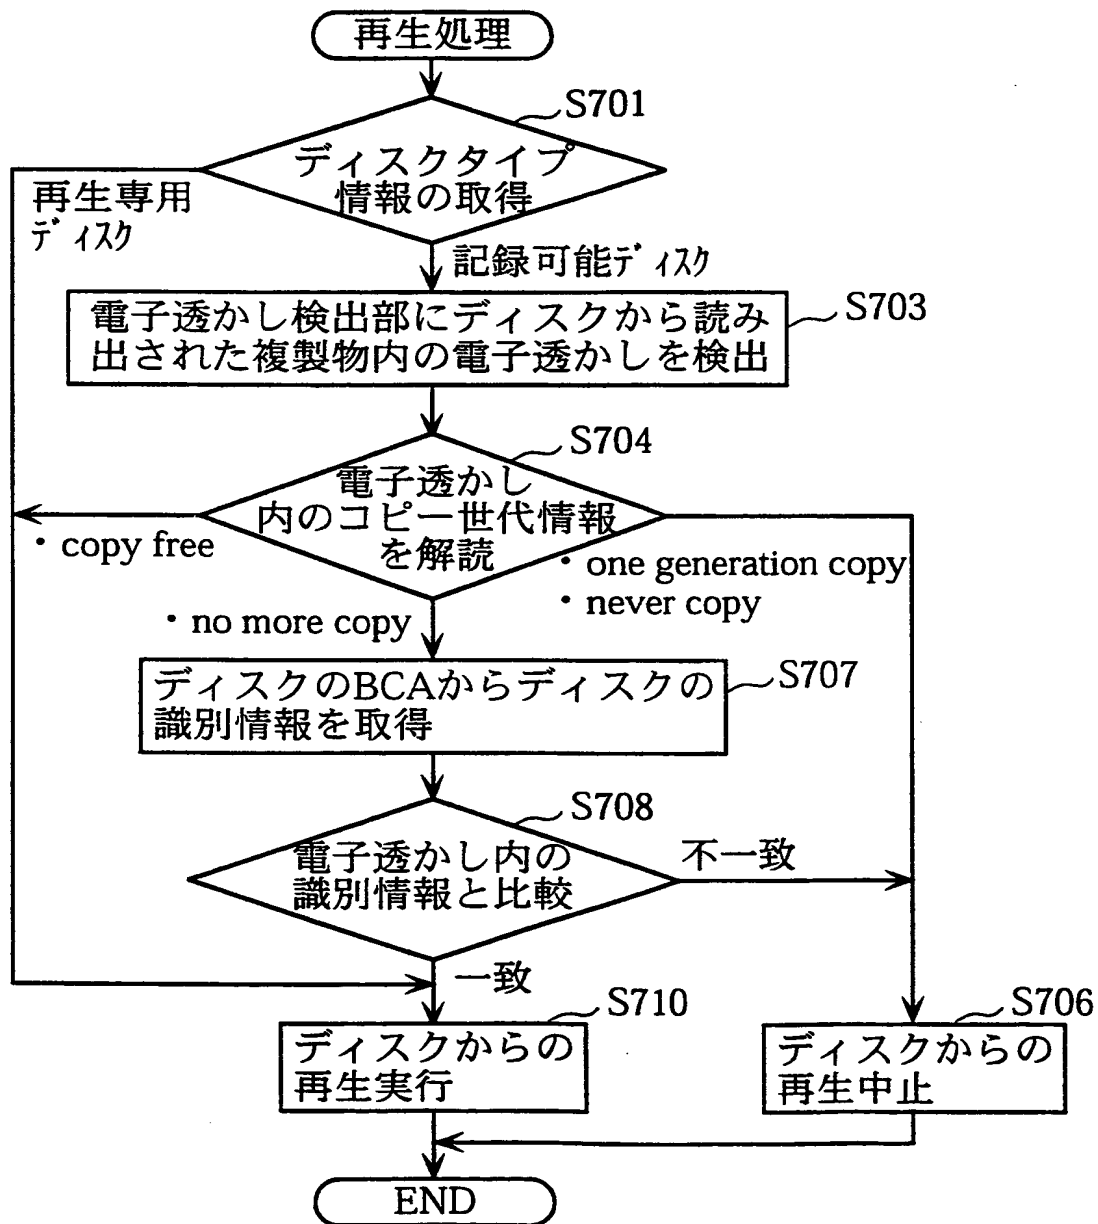 再生処理
S701
ディスクタイプ
情報の取得
再生専用
ディスク
記録可能ディスク
S703
電子透かし検出部にディスクから読み
出された複製物内の電子透かしを検出
S704
電子透かし
内のコピー世代情報
を解読
・copy free
・one generation copy
・never copy
・no more copy
S707
ディスクのBCAからディスクの
識別情報を取得
S708
電子透かし内の
識別情報と比較
不一致
一致
S710
ディスクからの
再生実行
S706
ディスクからの
再生中止
END